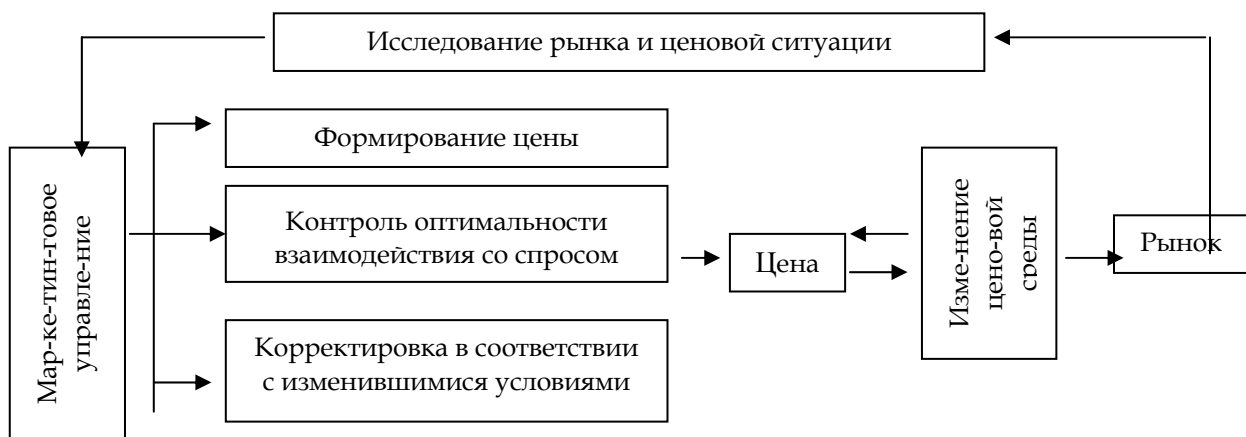 Исследование рынка и ценовой ситуации
Формирование цены
Мар-ке-тин-говое
управле-ние
Контроль оптимальности
взаимодействия со спросом
Цена
Изме-нение
цено-вой
среды
Рынок
Корректировка в соответствии
с изменившимися условиями